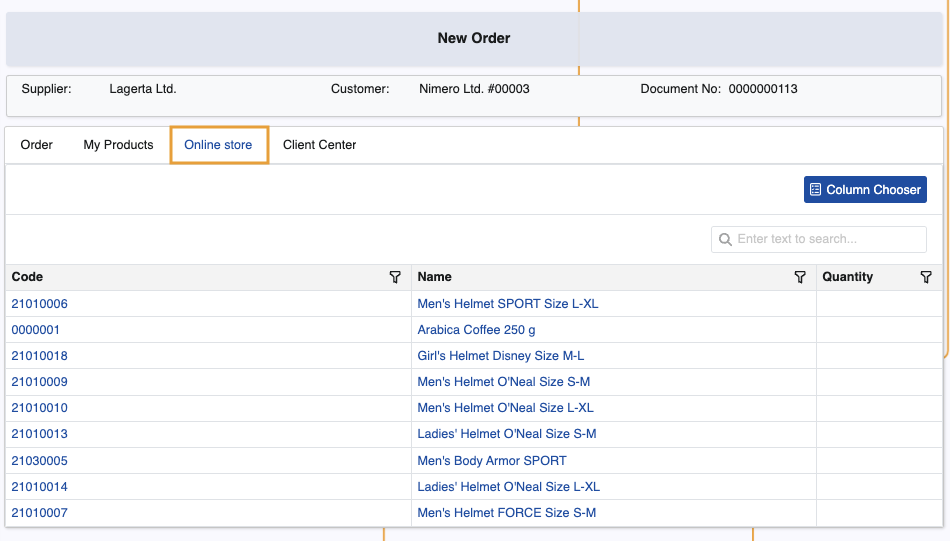 New Order
Supplier: Lagerta Ltd. Customer: Nimero Ltd. #00003 Document No: 0000000113
Order My Products Online store Client Center
Column Chooser
Enter text to search...
Code Name Quantity
21010006 Men's Helmet SPORT Size L-XL
0000001 Arabica Coffee 250 g
21010018 Girl's Helmet Disney Size M-L
21010009 Men's Helmet O'Neal Size S-M
21010010 Men's Helmet O'Neal Size L-XL
21010013 Ladies' Helmet O'Neal Size S-M
21030005 Men's Body Armor SPORT
21010014 Ladies' Helmet O'Neal Size L-XL
21010007 Men's Helmet FORCE Size S-M